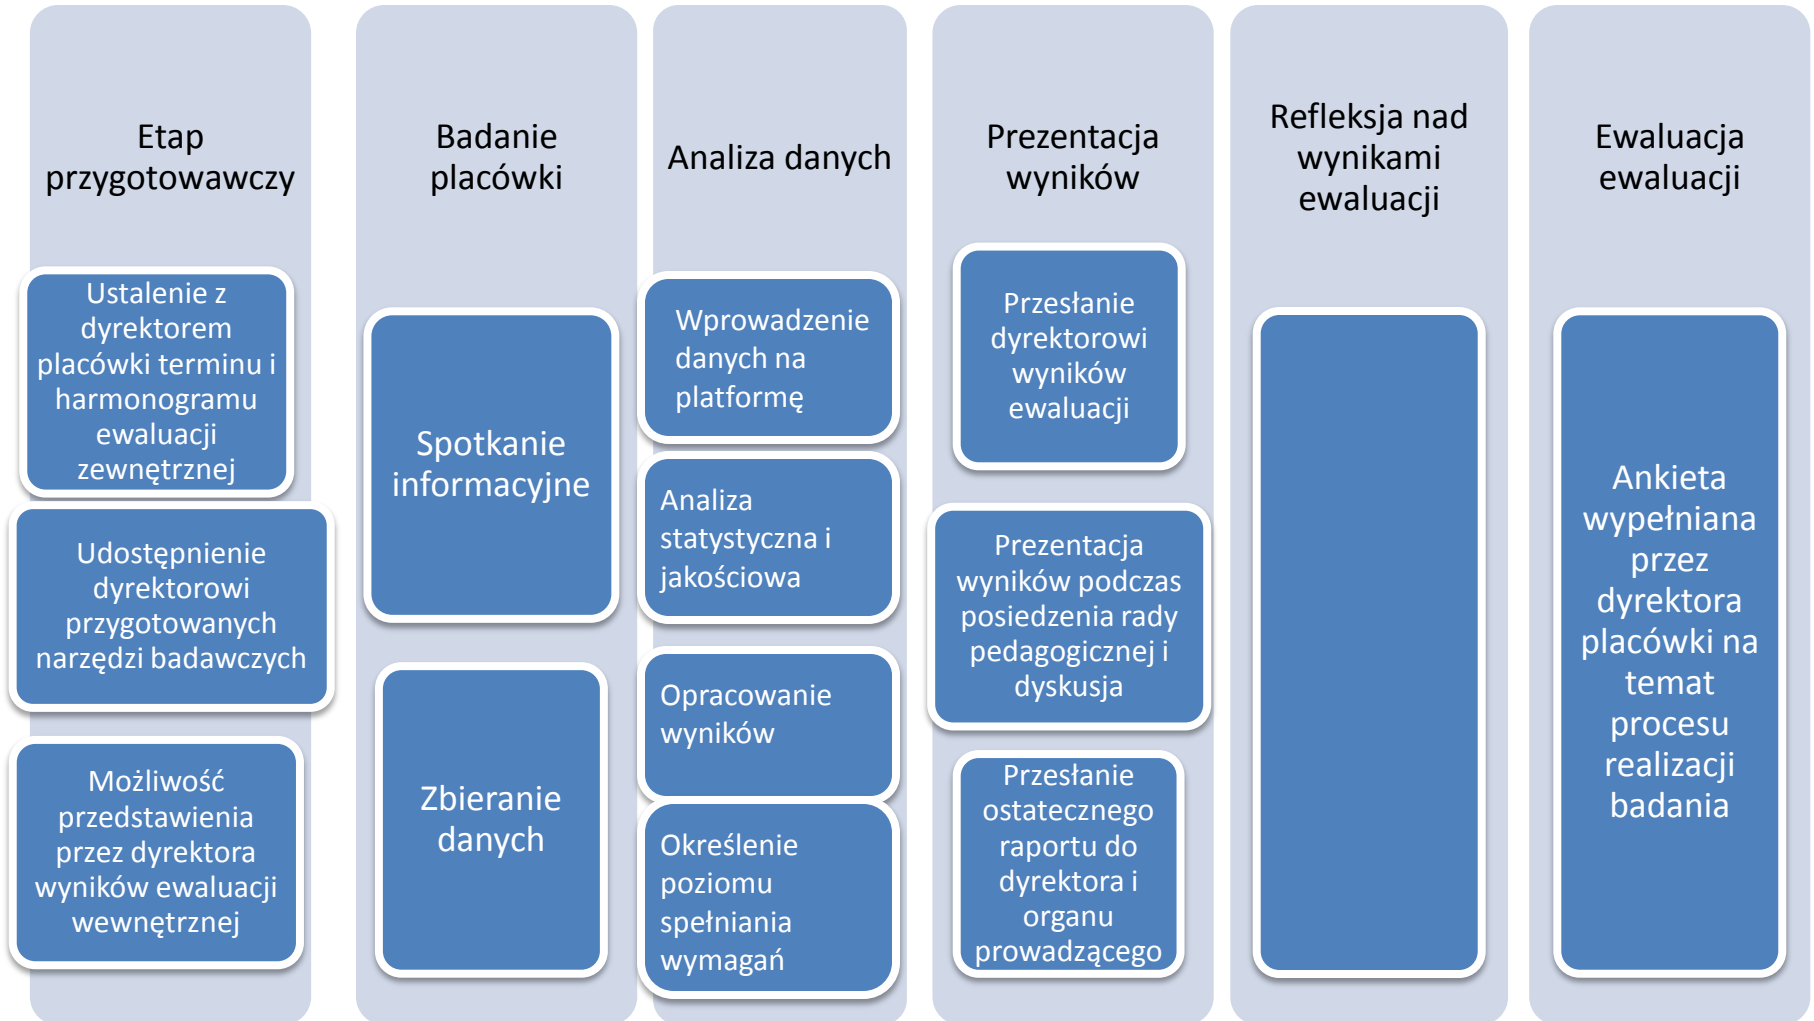 Etap
przygotowawczy
Ustalenie z
dyrektorem
placówki terminu i
harmonogramu
ewaluacji
zewnętrznej
Udostępnienie
dyrektorowi
przygotowanych
narzędzi badawczych
Możliwość
przedstawienia
przez dyrektora
wyników ewaluacji
wewnętrznej
Badanie
placówki
Spotkanie
informacyjne
Zbieranie
danych
Analiza danych
Wprowadzenie
danych na
platformę
Analiza
statystyczna i
jakościowa
Opracowanie
wyników
Określenie
poziomu
spełniania
wymagań
Prezentacja
wyników
Przesłanie
dyrektorowi
wyników
ewaluacji
Prezentacja
wyników podczas
posiedzenia rady
pedagogicznej i
dyskusja
Przesłanie
ostatecznego
raportu do
dyrektora i
organu
prowadzącego
Refleksja nad
wynikami
ewaluacji
Ewaluacja
ewaluacji
Ankieta
wypełniana
przez
dyrektora
placówki na
temat
procesu
realizacji
badania